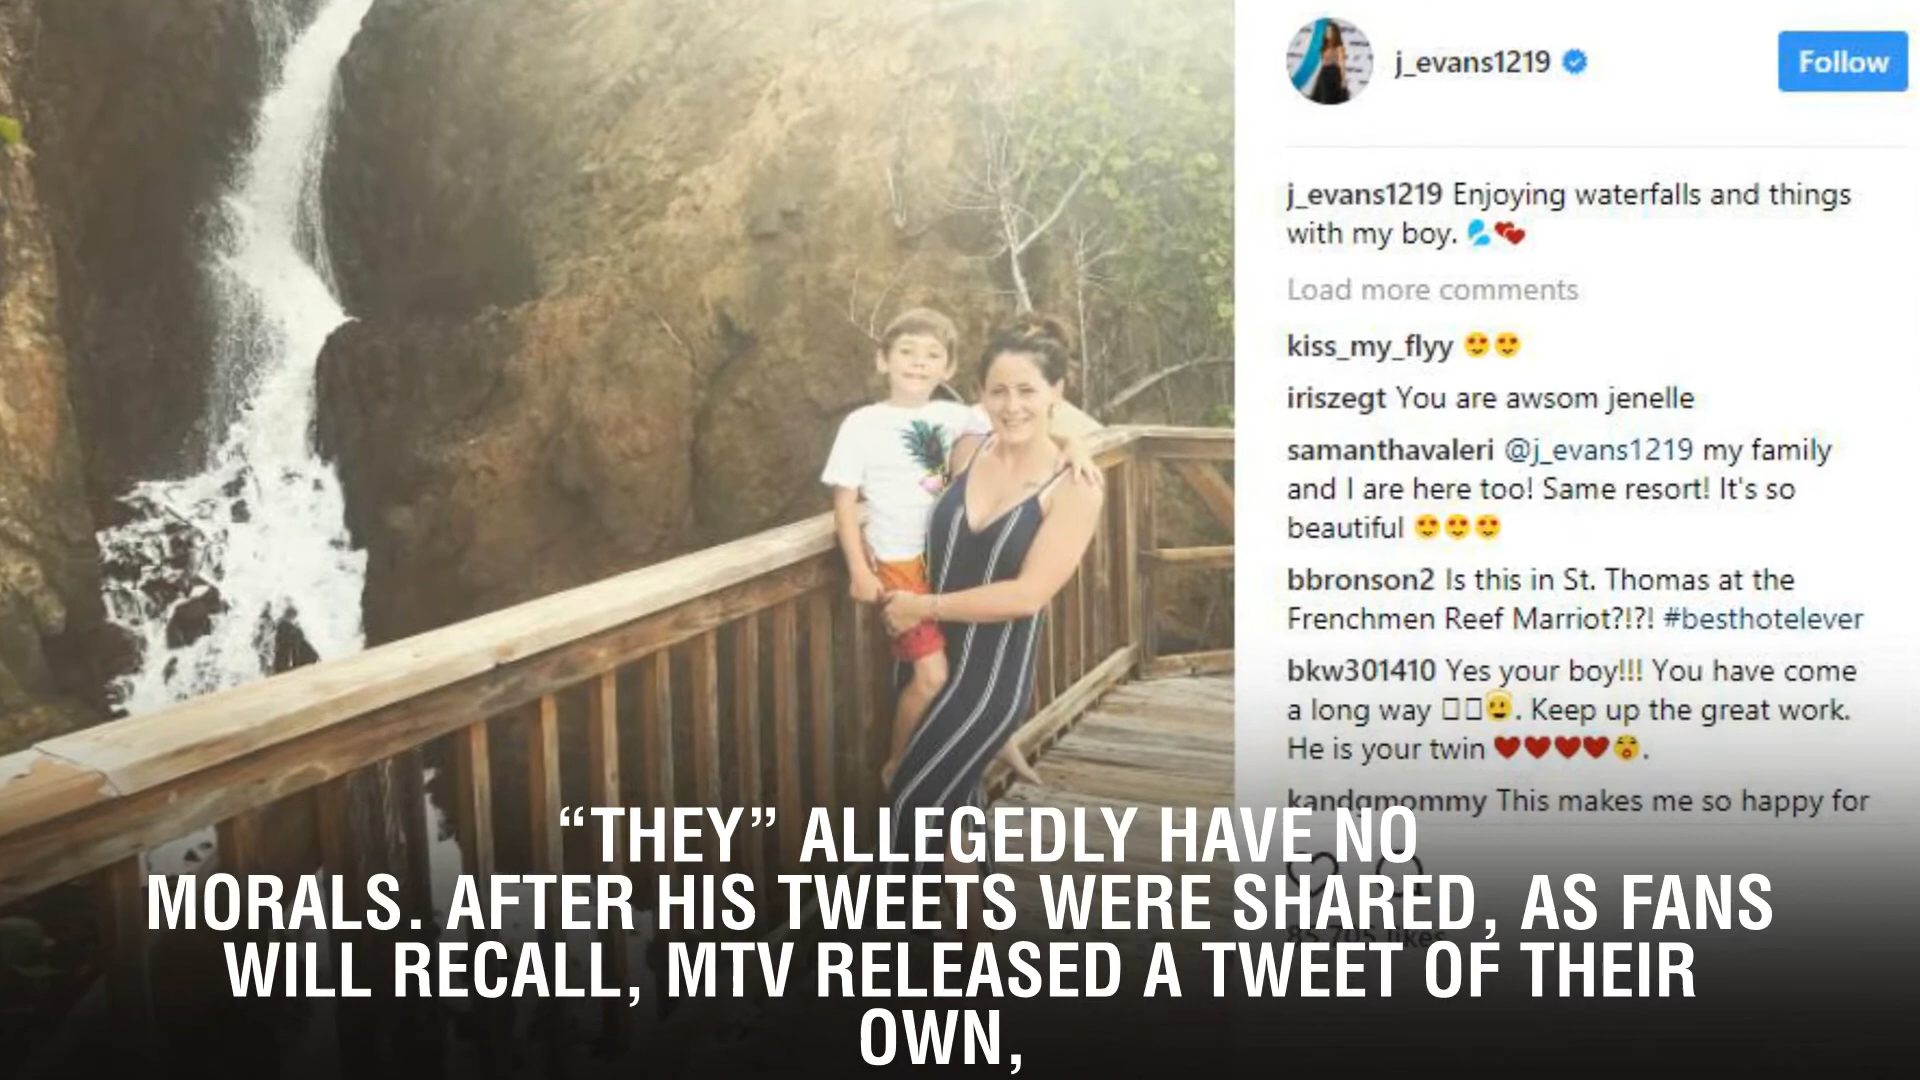 j_evans1219
Follow
j_evans1219 Enjoying waterfalls and things
with my boy. 💦💕
Load more comments
kiss_my_flyy 😍😍
iriszegt You are awsom jenelle
samanthavaleri @j_evans1219 my family
and I are here too! Same resort! It's so
beautiful 😍😍😍
bbronson2 Is this in St. Thomas at the
Frenchmen Reef Marriot?!?! #besthotelever
bkw301410 Yes your boy!!! You have come
a long way □□😇. Keep up the great work.
He is your twin ❤❤❤❤😲.
kandgmommy This makes me so happy for
85,705 likes
“THEY” ALLEGEDLY HAVE NO
MORALS. AFTER HIS TWEETS WERE SHARED, AS FANS
WILL RECALL, MTV RELEASED A TWEET OF THEIR
OWN,